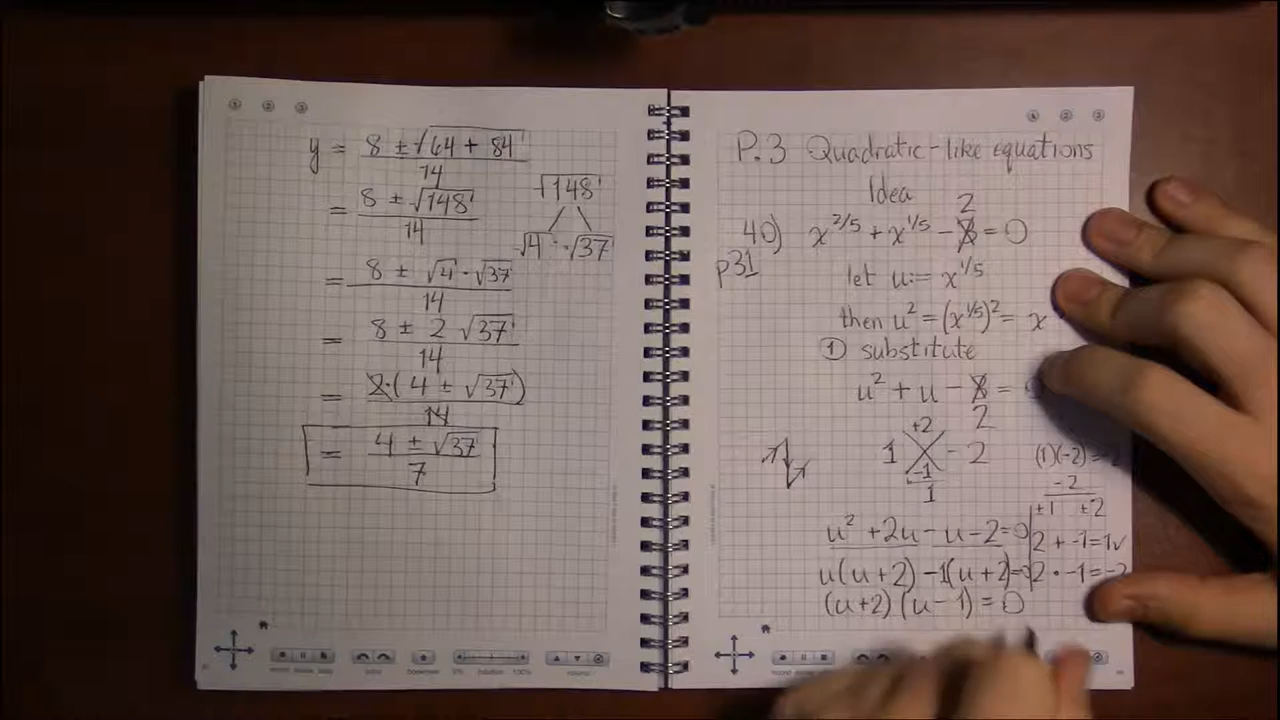 y = 8 ± √64 + 84
14
= 8 ± √148
14
√148
√4 · √37
= 8 ± √4 · √37
14
= 8 ± 2 √37
14
= 2·(4 ± √37)
14
= 4 ± √37
7
P.3 Quadratic-like equations
Idea
2
40) x^2/5 + x^1/5 - 8 = 0
p31
let u := x^1/5
then u² = (x^1/5)² = x
① substitute
u² + u - 8 =
2
+2
1 -2
-1
1
(1)(-2) = -2
-2
±1 ±2
u² + 2u - u - 2 = 0
2 + -1 = 1 ✓
u(u+2) - 1(u+2) = 0
2 · -1 = -2
(u+2)(u-1) = 0